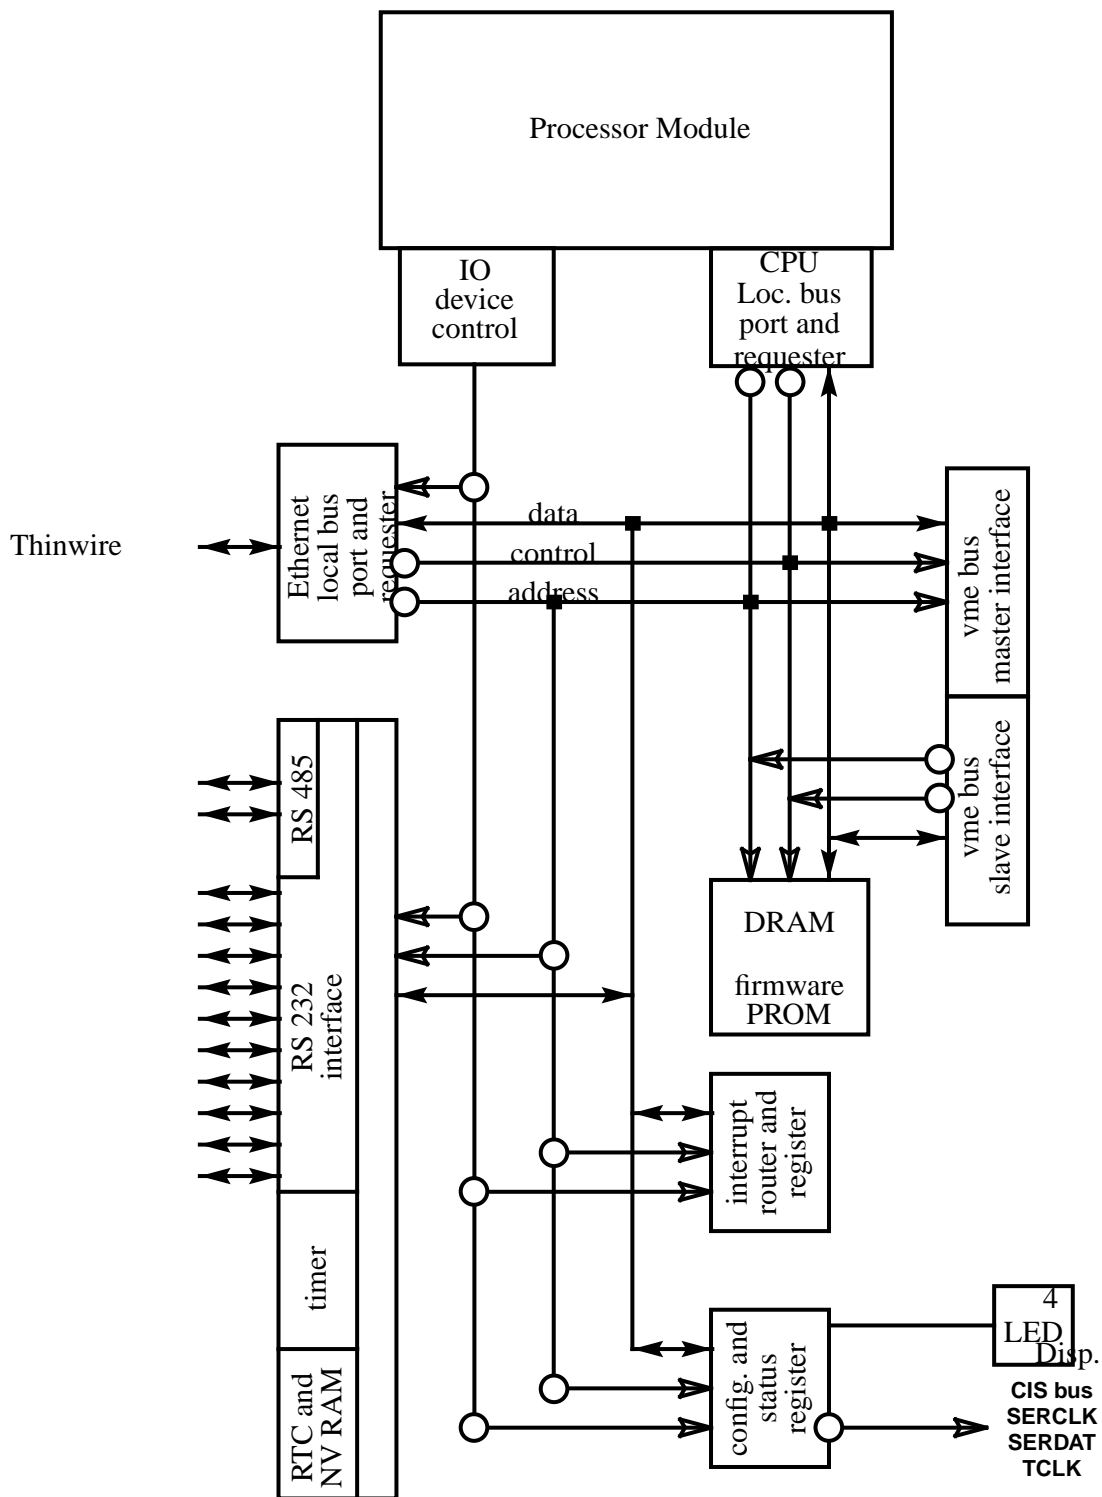 Processor Module
IO
device
control
CPU
Loc. bus
port and
requester
Ethernet
local bus
port and
requester
Thinwire
data
control
address
vme bus
master interface
vme bus
slave interface
RS 485
RS 232
interface
DRAM
firmware
PROM
interrupt
router and
register
timer
RTC and
NV RAM
config. and
status
register
4
LED
Disp.
CIS bus
SERCLK
SERDAT
TCLK